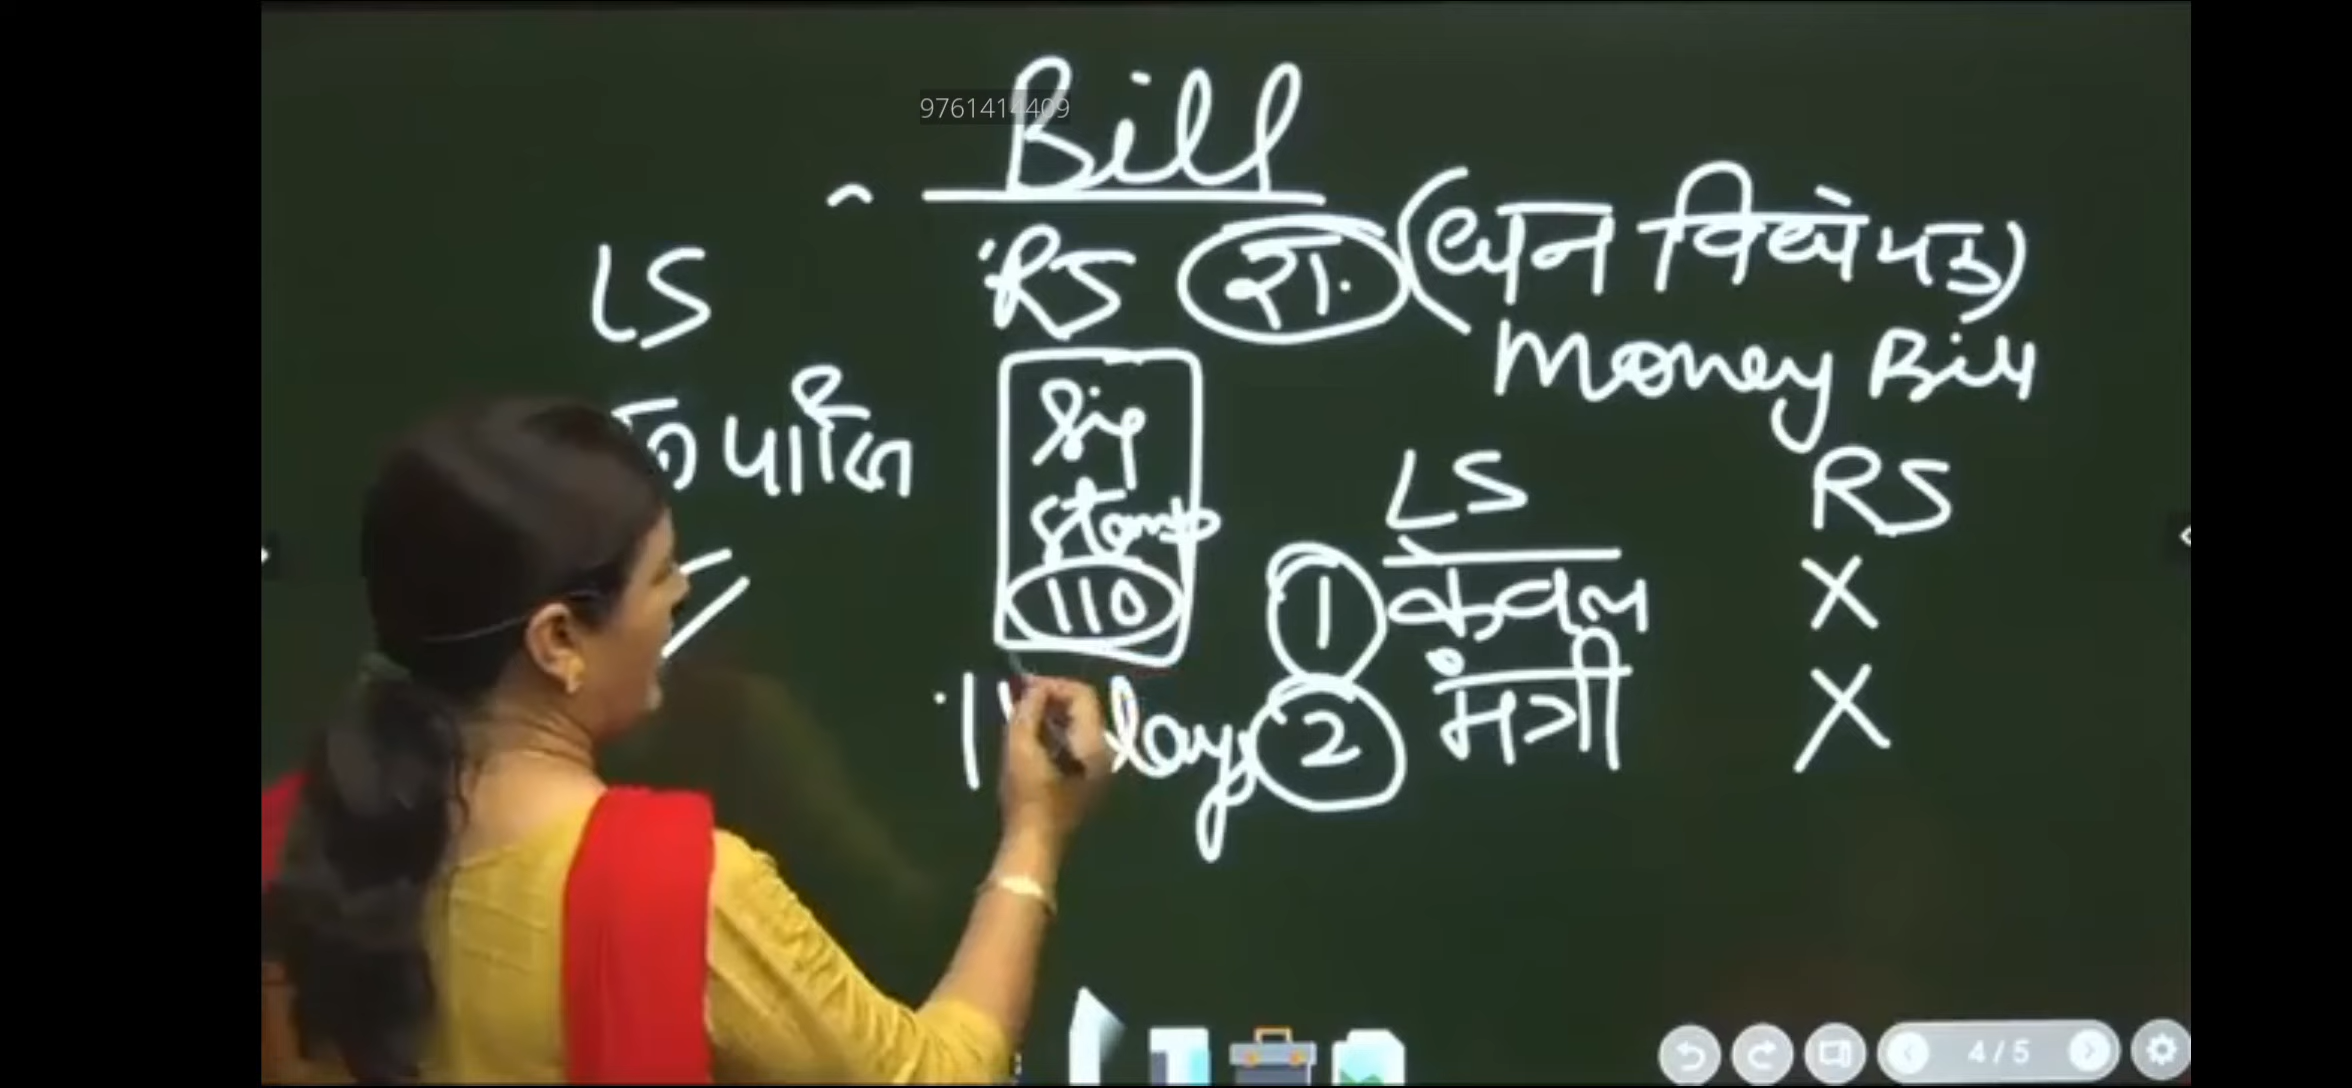 Bill
9761414409
LS RS रा. (धन विधेयक)
Money Bill
पारित
Sig
Stamp
110
LS RS
1 केवल X
2 मंत्री X
days
4/5